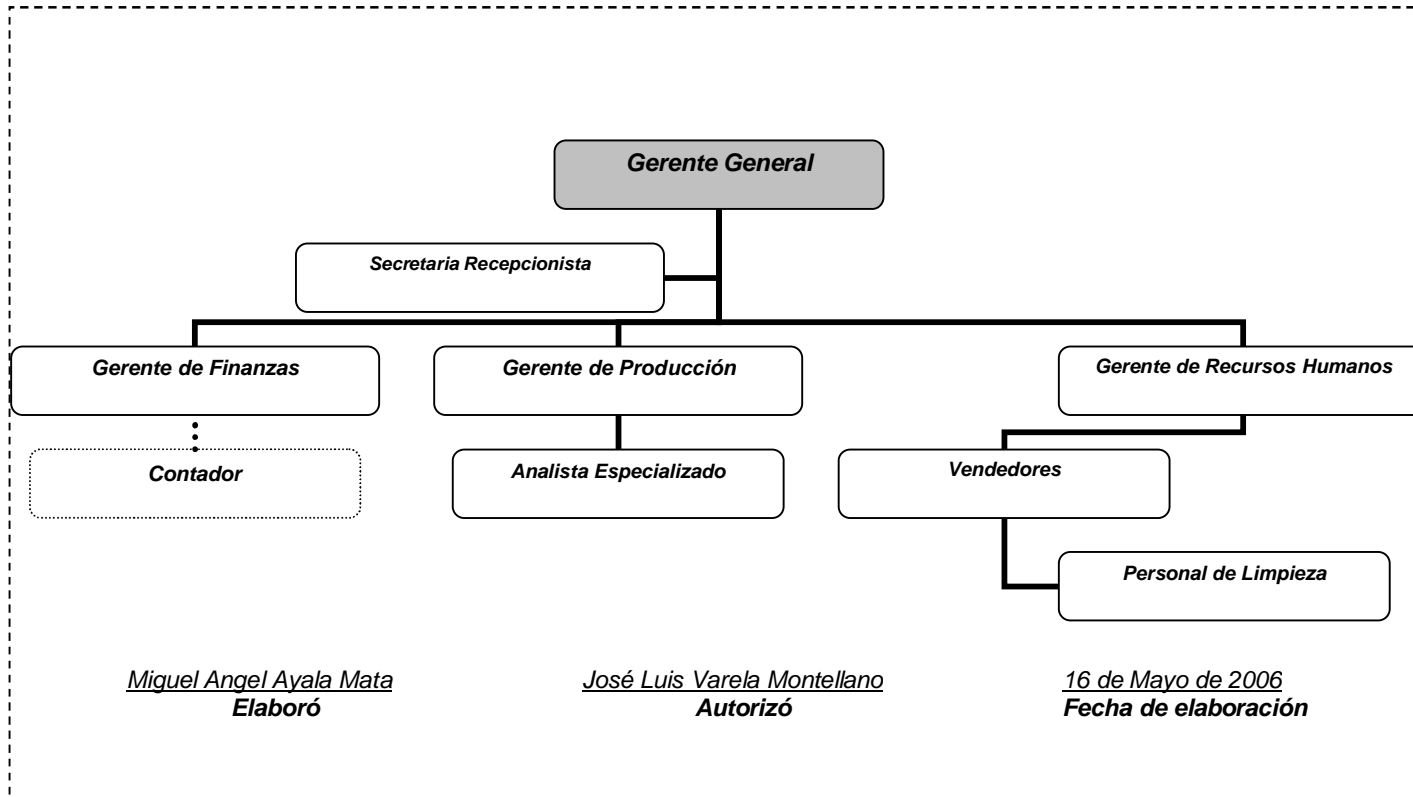 Gerente General
Secretaria Recepcionista
Gerente de Finanzas
Gerente de Producción
Gerente de Recursos Humanos
Contador
Analista Especializado
Vendedores
Personal de Limpieza
Miguel Angel Ayala Mata
Elaboró
José Luis Varela Montellano
Autorizó
16 de Mayo de 2006
Fecha de elaboración